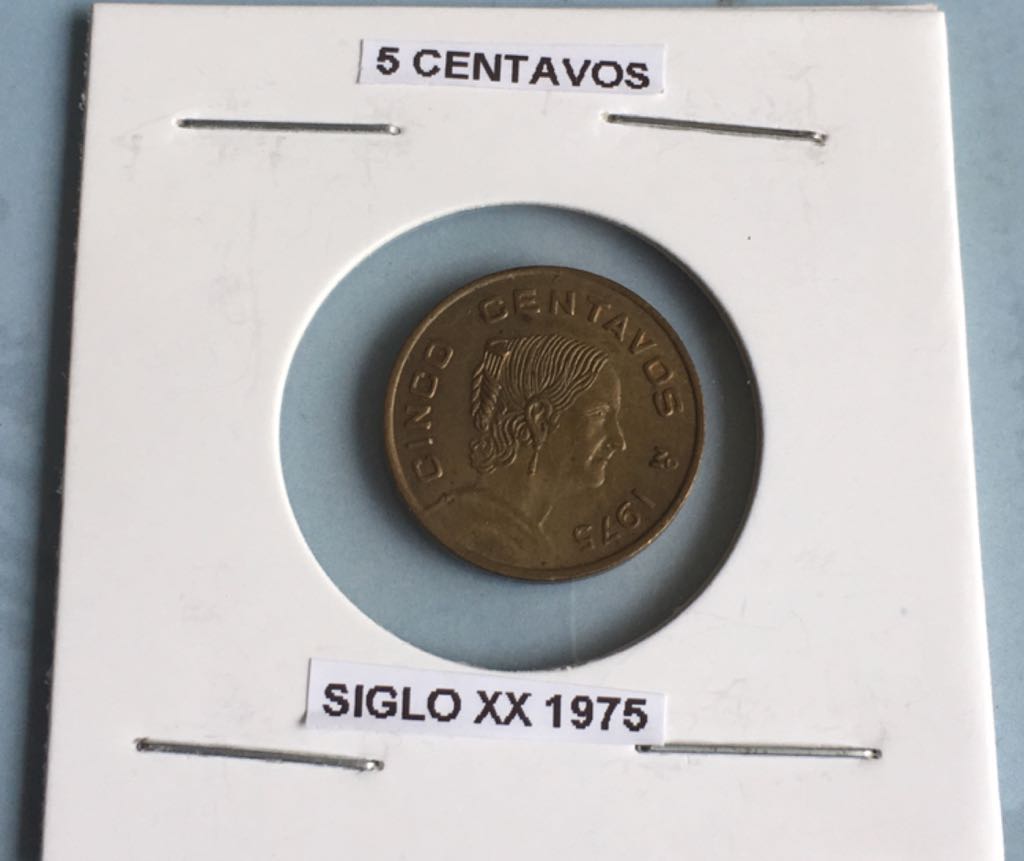 5 CENTAVOS
CINCO CENTAVOS M̊ 1975
SIGLO XX 1975